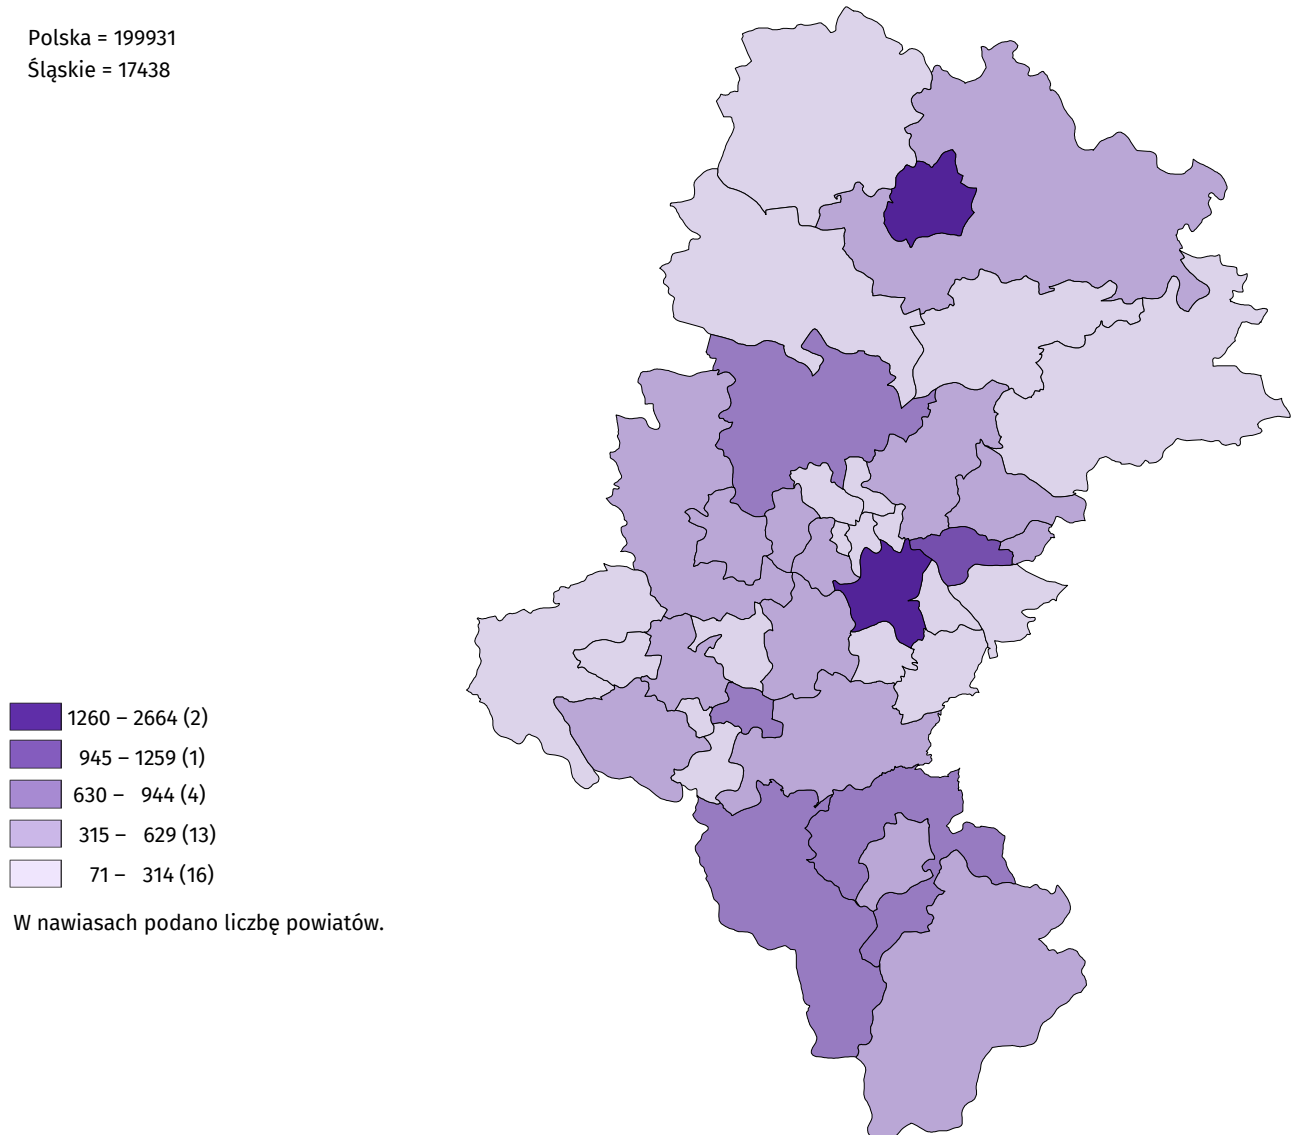 Polska = 199931
Śląskie = 17438
1260 – 2664 (2)
945 – 1259 (1)
630 – 944 (4)
315 – 629 (13)
71 – 314 (16)
W nawiasach podano liczbę powiatów.